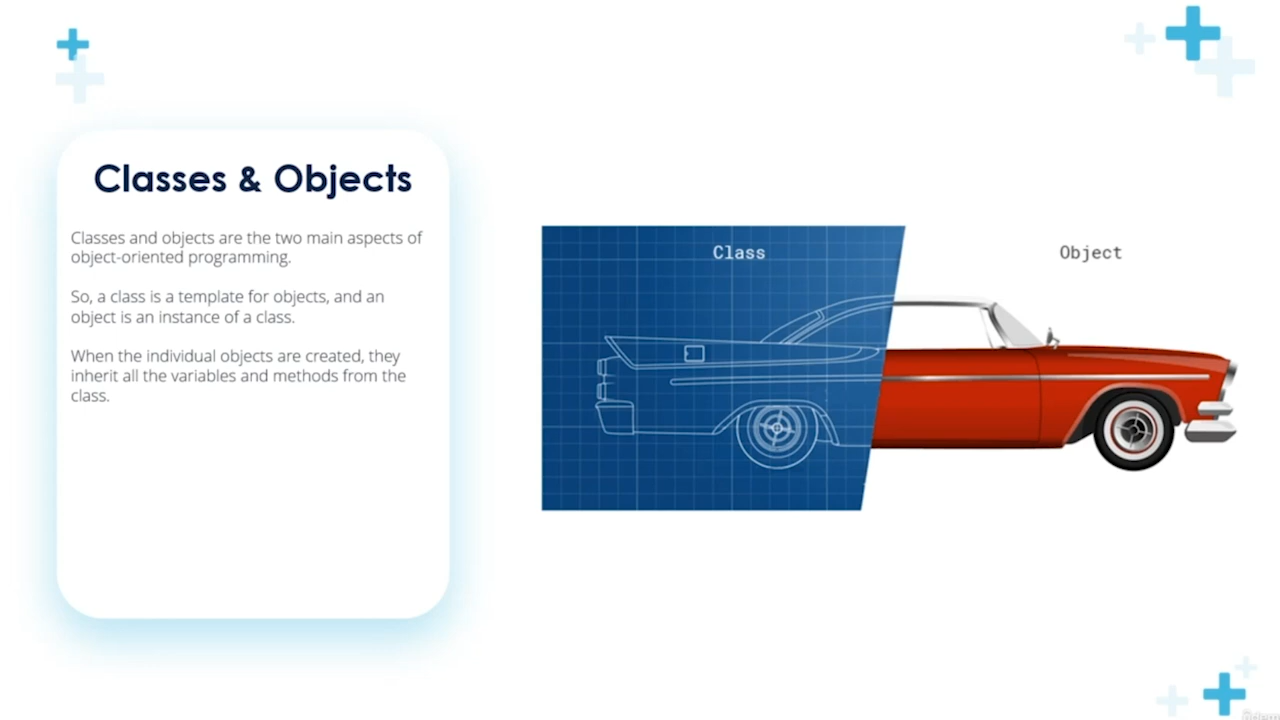 Classes & Objects
Classes and objects are the two main aspects of
object-oriented programming.
So, a class is a template for objects, and an
object is an instance of a class.
When the individual objects are created, they
inherit all the variables and methods from the
class.
Class
Object